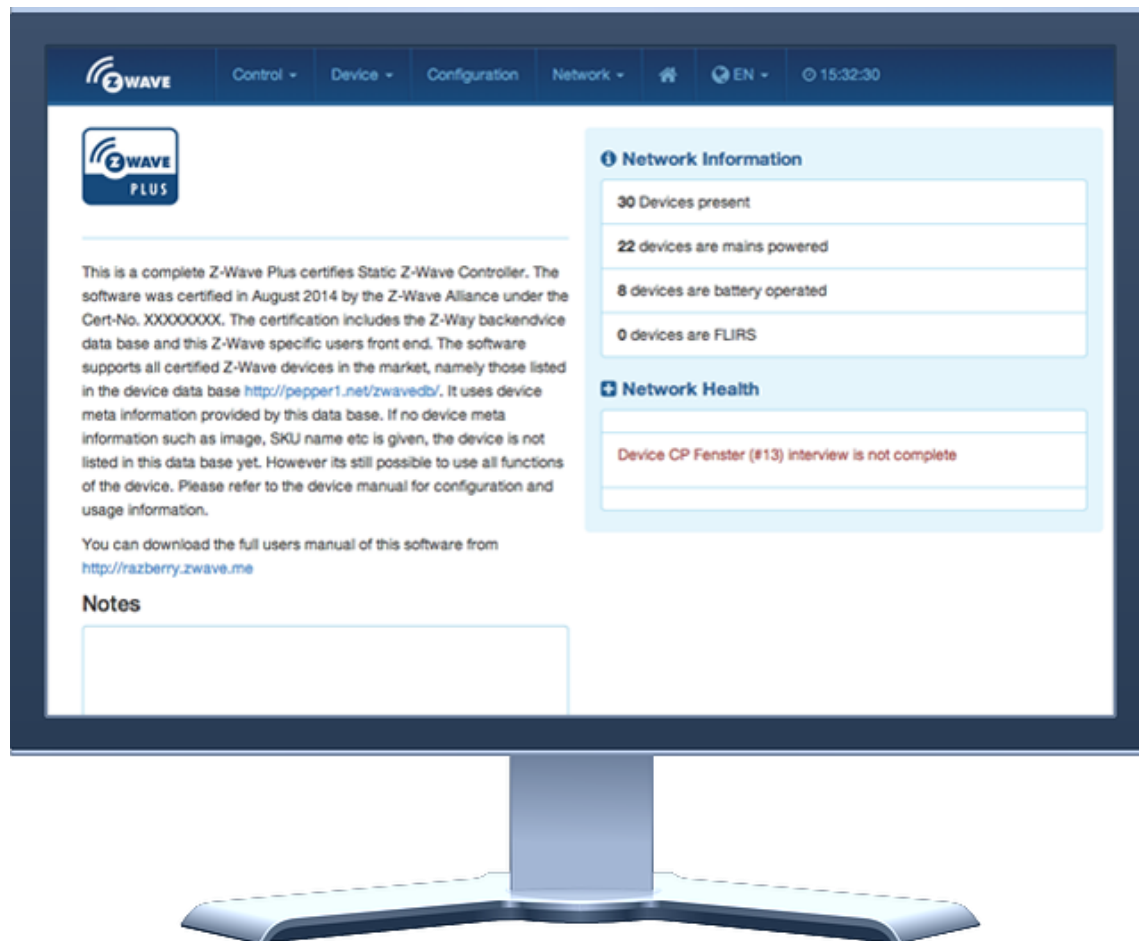 Z WAVE
Control
Device
Configuration
Network
EN
15:32:30
Z WAVE
PLUS
This is a complete Z-Wave Plus certifies Static Z-Wave Controller. The
software was certified in August 2014 by the Z-Wave Alliance under the
Cert-No. XXXXXXXX. The certification includes the Z-Way backendvice
data base and this Z-Wave specific users front end. The software
supports all certified Z-Wave devices in the market, namely those listed
in the device data base http://pepper1.net/zwavedb/. It uses device
meta information provided by this data base. If no device meta
information such as image, SKU name etc is given, the device is not
listed in this data base yet. However its still possible to use all functions
of the device. Please refer to the device manual for configuration and
usage information.
You can download the full users manual of this software from
http://razberry.zwave.me
Notes
Network Information
30 Devices present
22 devices are mains powered
8 devices are battery operated
0 devices are FLIRS
Network Health
Device CP Fenster (#13) interview is not complete